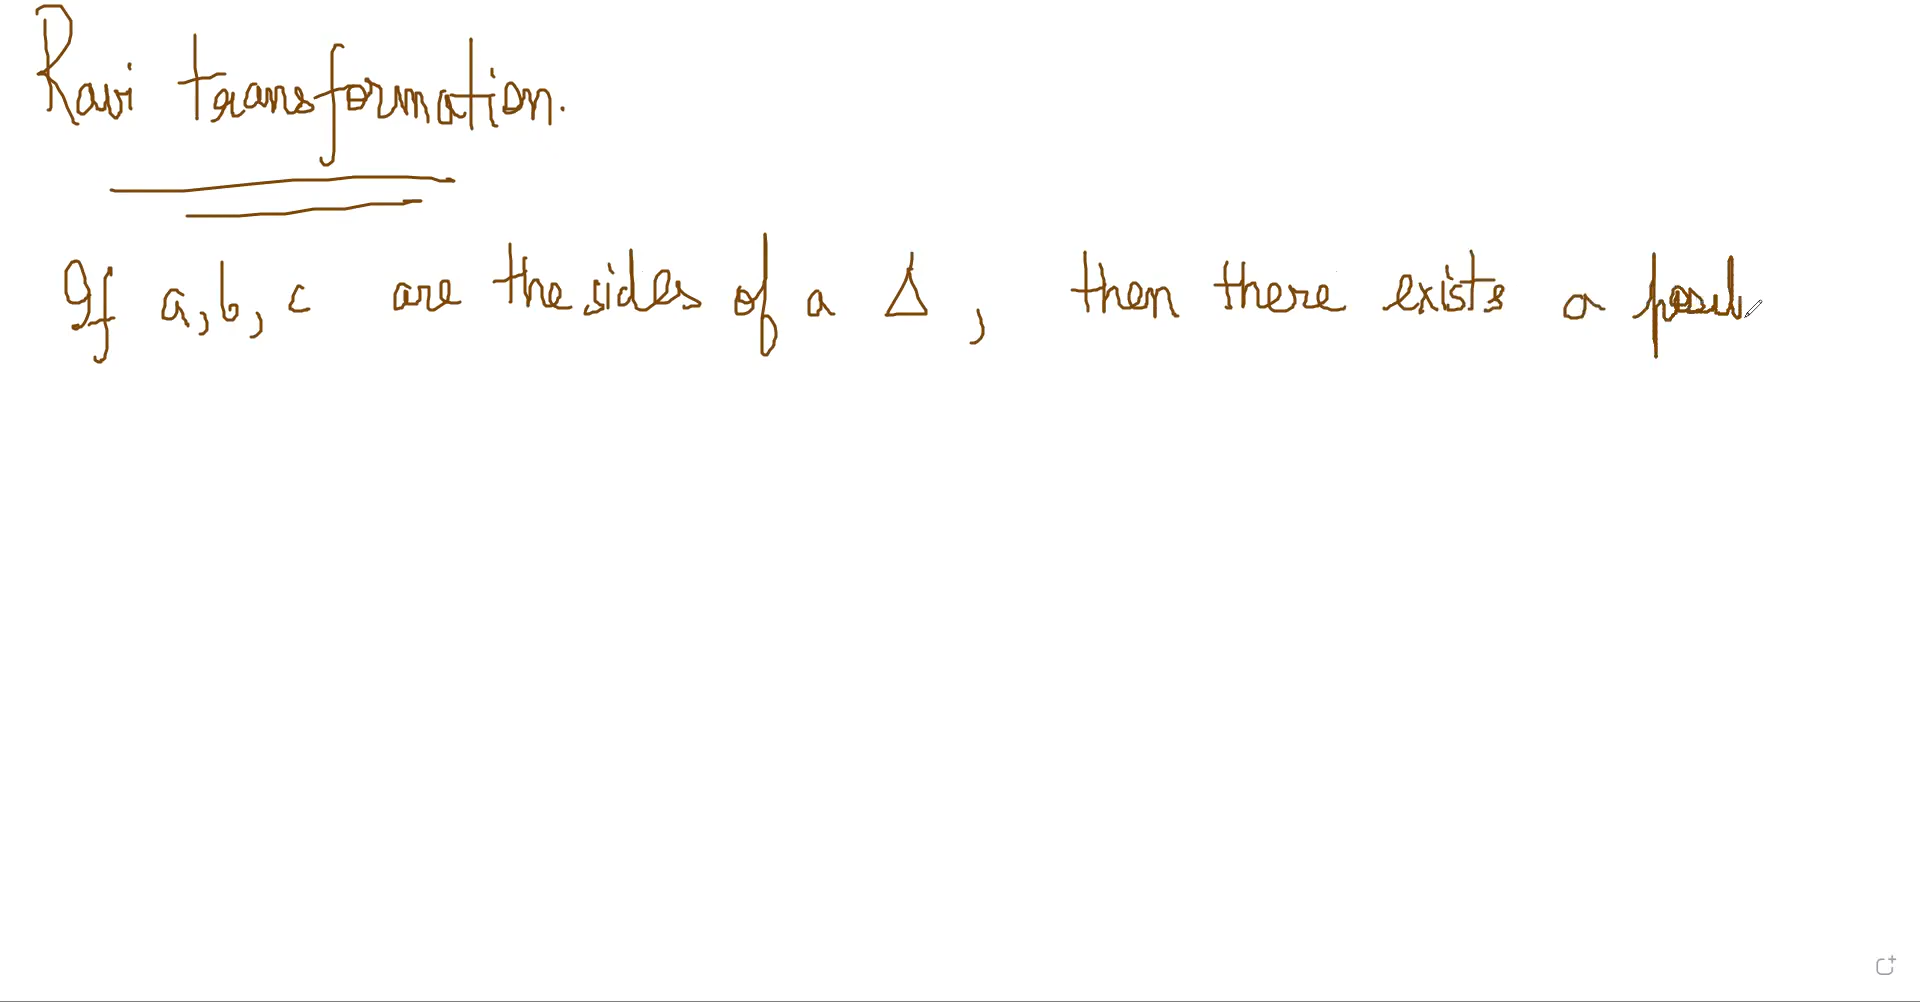 Ravi transformation.
If a, b, c are the sides of a Δ, then there exists a